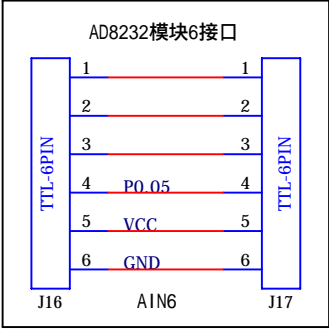 AD8232模块6接口
1 1
2 2
3 3
4 P0.05 4
5 VCC 5
6 GND 6
TTL-6PIN TTL-6PIN
J16 AIN6 J17